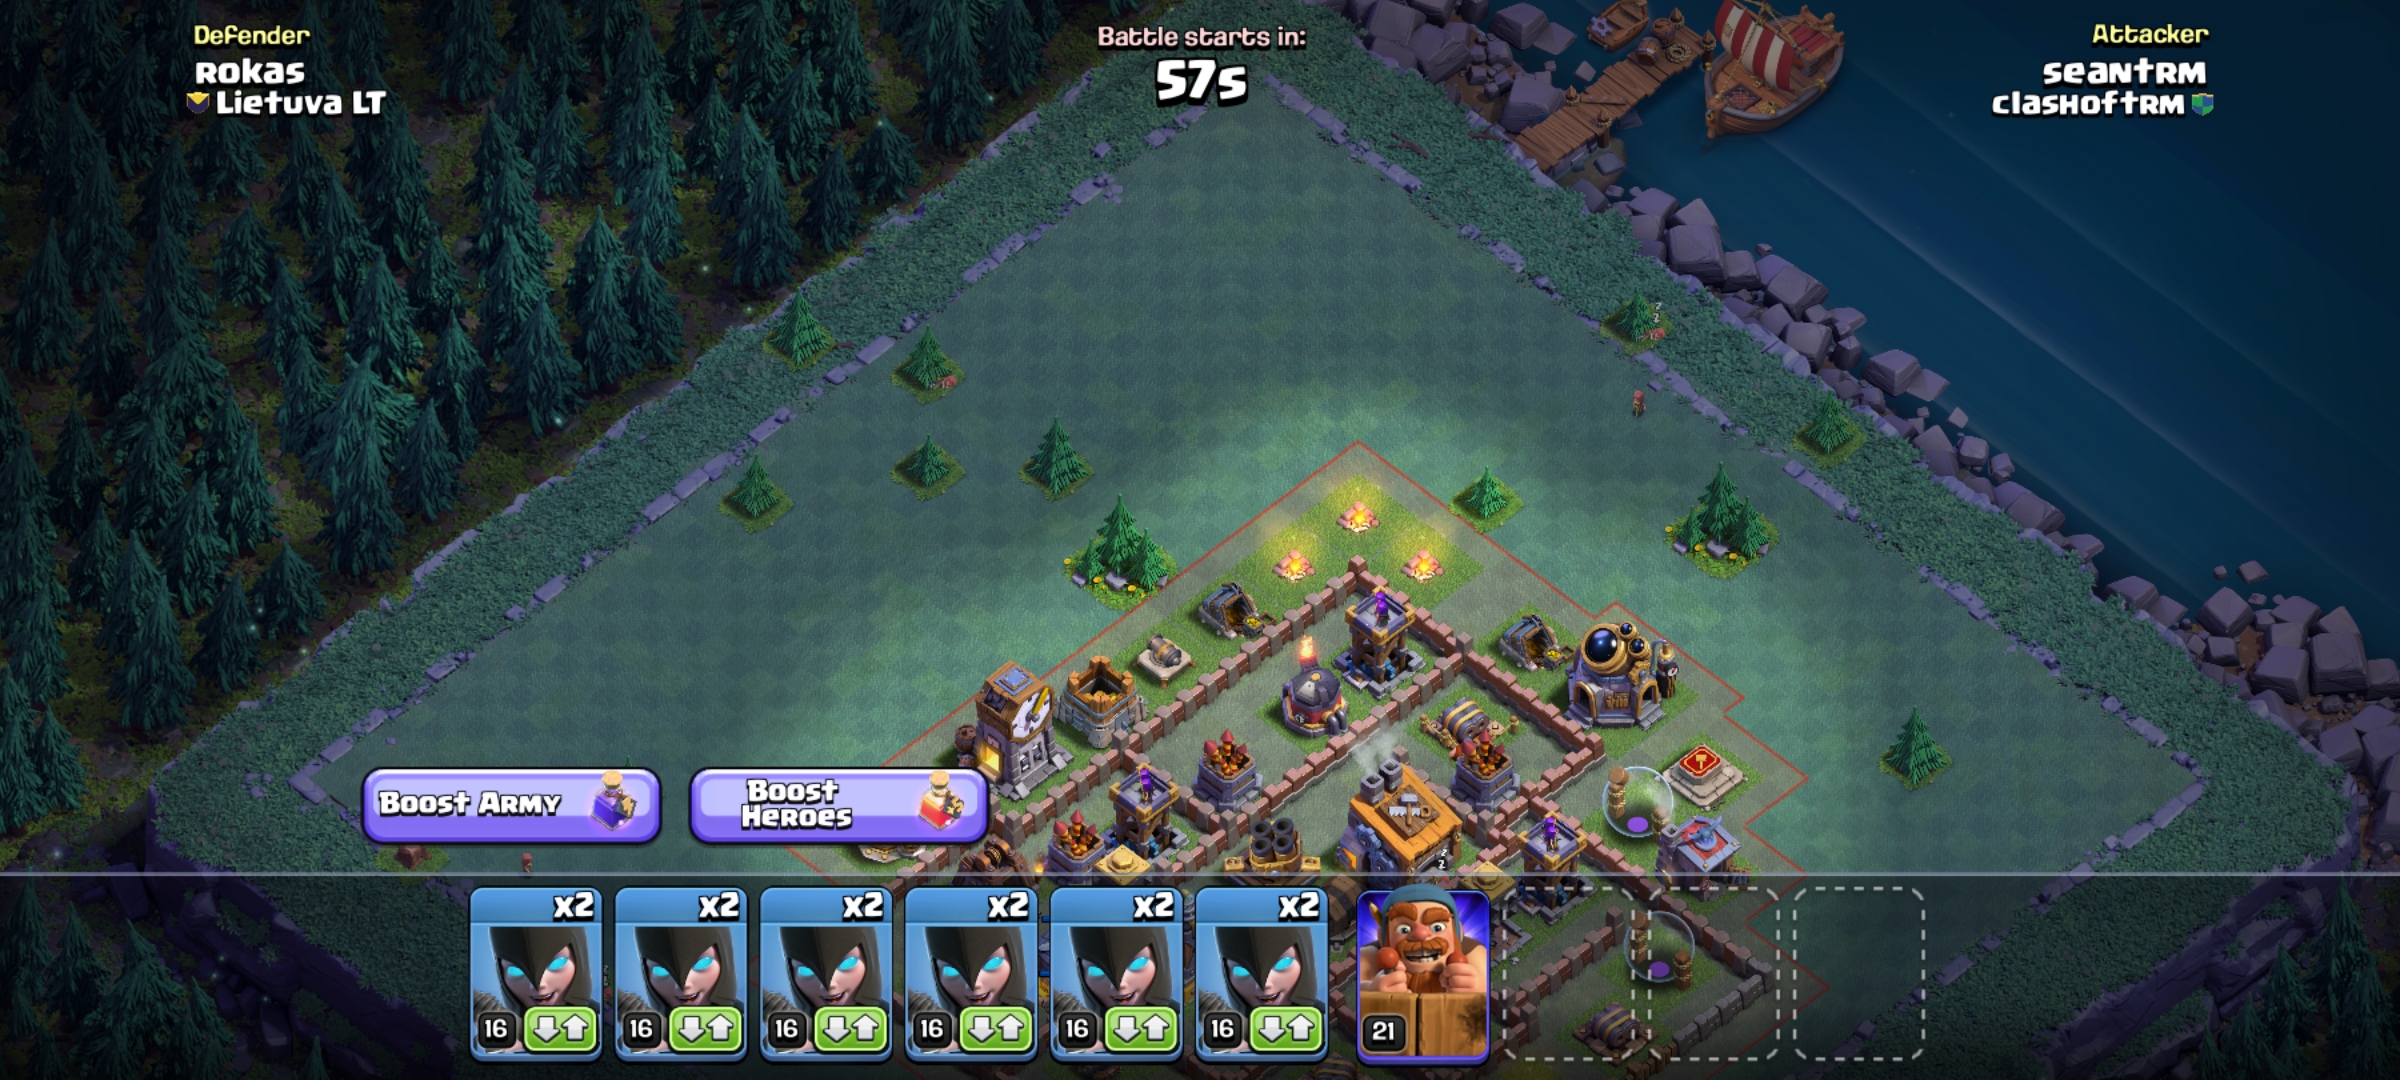 Defender
Rokas
Lietuva LT
Battle starts in:
57s
Attacker
seantRM
clashoftRM
Boost Army
Boost
Heroes
x2
x2
x2
x2
x2
x2
16
16
16
16
16
16
21